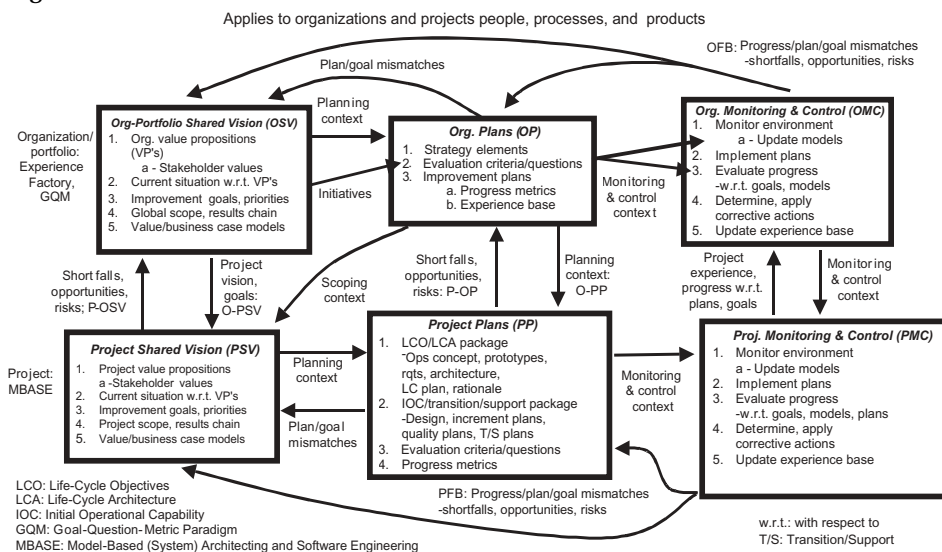 Applies to organizations and projects people, processes, and products
OFB: Progress/plan/goal mismatches
-shortfalls, opportunities, risks
Plan/goal mismatches
Organization/
portfolio:
Experience
Factory,
GQM
Org-Portfolio Shared Vision (OSV)
1. Org. value propositions
(VP's)
a - Stakeholder values
2. Current situation w.r.t. VP's
3. Improvement goals, priorities
4. Global scope, results chain
5. Value/business case models
Planning
context
Initiatives
Org. Plans (OP)
1. Strategy elements
2. Evaluation criteria/questions
3. Improvement plans
a. Progress metrics
b. Experience base
Monitoring
& control
context
Org. Monitoring & Control (OMC)
1. Monitor environment
a - Update models
2. Implement plans
3. Evaluate progress
-w.r.t. goals, models
4. Determine, apply
corrective actions
5. Update experience base
Short falls,
opportunities,
risks; P-OSV
Project
vision,
goals:
O-PSV
Scoping
context
Short falls,
opportunities,
risks: P-OP
Planning
context:
O-PP
Project
experience,
progress w.r.t.
plans, goals
Monitoring
& control
context
Project:
MBASE
Project Shared Vision (PSV)
1. Project value propositions
a -Stakeholder values
2. Current situation w.r.t. VP's
3. Improvement goals, priorities
4. Project scope, results chain
5. Value/business case models
Planning
context
Plan/goal
mismatches
Project Plans (PP)
1. LCO/LCA package
-Ops concept, prototypes,
rqts, architecture,
LC plan, rationale
2. IOC/transition/support package
-Design, increment plans,
quality plans, T/S plans
3. Evaluation criteria/questions
4. Progress metrics
Monitoring
& control
context
Proj. Monitoring & Control (PMC)
1. Monitor environment
a - Update models
2. Implement plans
3. Evaluate progress
-w.r.t. goals, models, plans
4. Determine, apply
corrective actions
5. Update experience base
PFB: Progress/plan/goal mismatches
-shortfalls, opportunities, risks
LCO: Life-Cycle Objectives
LCA: Life-Cycle Architecture
IOC: Initial Operational Capability
GQM: Goal-Question-Metric Paradigm
MBASE: Model-Based (System) Architecting and Software Engineering
w.r.t.: with respect to
T/S: Transition/Support